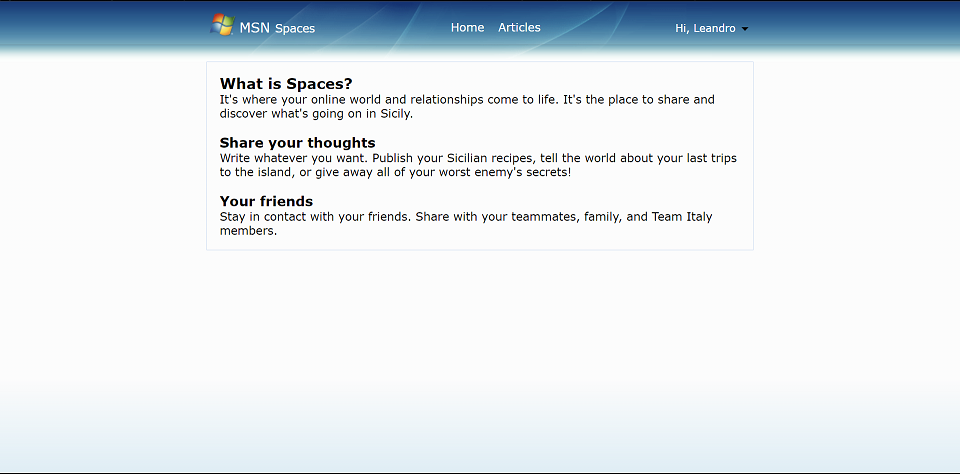 MSN Spaces
Home Articles
Hi, Leandro
What is Spaces?
It's where your online world and relationships come to life. It's the place to share and
discover what's going on in Sicily.
Share your thoughts
Write whatever you want. Publish your Sicilian recipes, tell the world about your last trips
to the island, or give away all of your worst enemy's secrets!
Your friends
Stay in contact with your friends. Share with your teammates, family, and Team Italy
members.